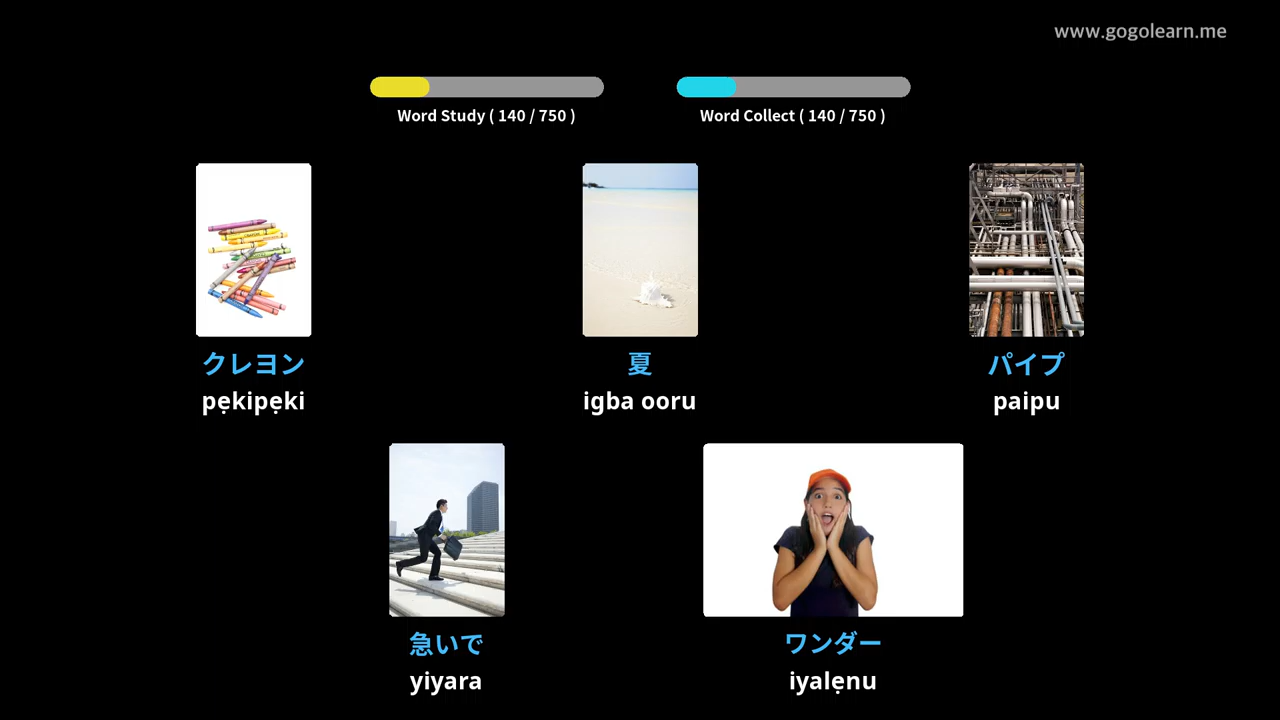 www.gogolearn.me
Word Study ( 140 / 750 )
Word Collect ( 140 / 750 )
クレヨン
pẹkipẹki
夏
igba ooru
パイプ
paipu
急いで
yiyara
ワンダー
iyalẹnu